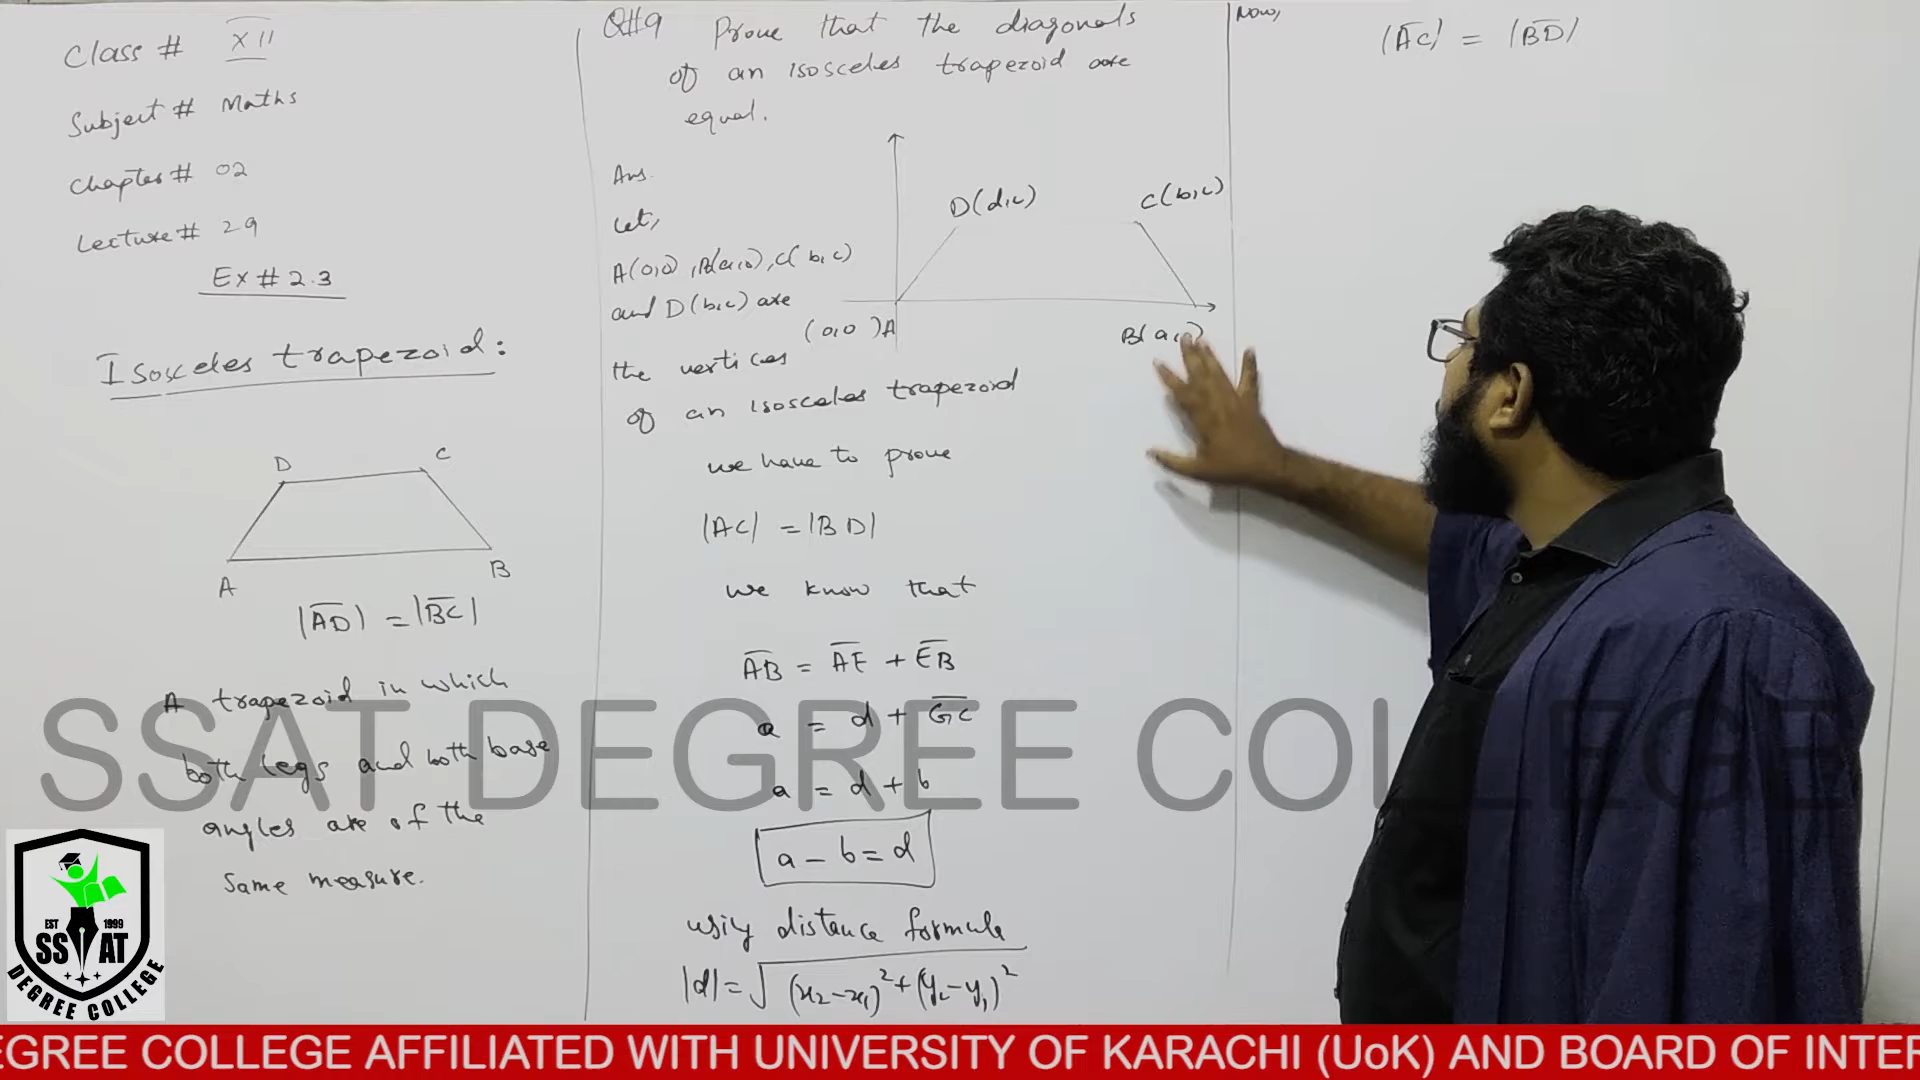 Class # XII
Subject # Maths
Chapter # 02
Lecture # 29
Ex # 2.3
Isosceles trapezoid:
D C
A B
|AD| = |BC|
A trapezoid in which
both legs and both base
angles are of the
same measure.
Q#9 Prove that the diagonals
of an isosceles trapezoid are
equal.
Ans.
Let,
A(0,0), B(a,0), C(b,c)
and D(b,c) are
the vertices
of an isosceles trapezoid
D(d,c) C(b,c)
(0,0)A
B(a,
we have to prove
|AC| = |BD|
we know that
AB = AE + EB
a = d + GC
a = d + b
a - b = d
using distance formula
|d| = √(x₂-x₁)²+(y₂-y₁)²
Now,
|AC| = |BD|
SSAT DEGREE COLLEGE
EST 1999
SSAT
DEGREE COLLEGE
EGREE COLLEGE AFFILIATED WITH UNIVERSITY OF KARACHI (UoK) AND BOARD OF INTER